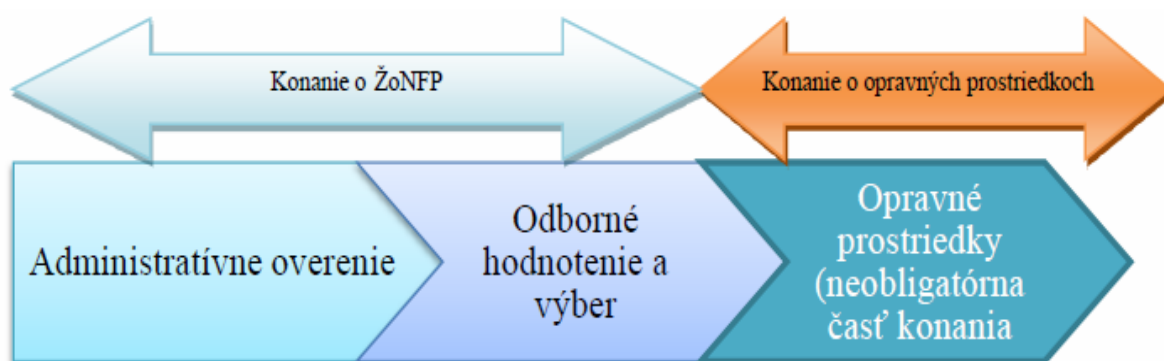 Konanie o ŽoNFP
Konanie o opravných prostriedkoch
Administratívne overenie
Odborné
hodnotenie a
výber
Opravné
prostriedky
(neobligatórna
časť konania